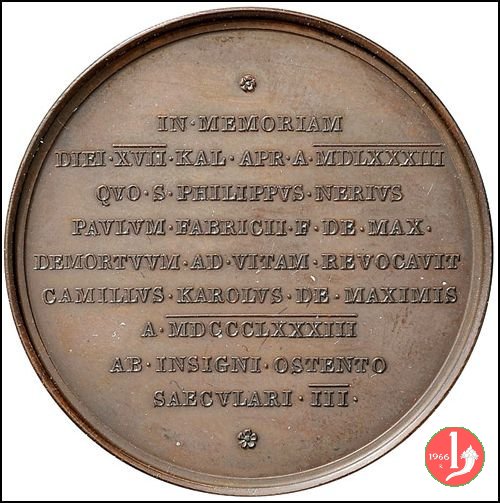 IN·MEMORIAM
DIEI·XVII·KAL·APR·A·MDLXXXIII
QVO·S·PHILIPPVS·NERIVS
PAVLVM·FABRICII·F·DE·MAX·
DEMORTVVM·AD·VITAM·REVOCAVIT
CAMILLVS·KAROLVS·DE·MAXIMIS
A·MDCCCLXXXIII
AB·INSIGNI·OSTENTO
SAECVLARI·III·
1966